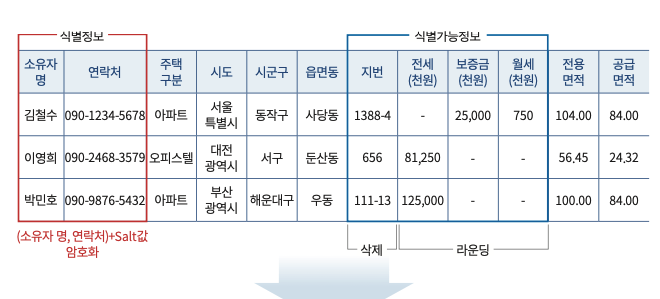 식별정보 식별가능정보
소유자명 연락처 주택구분 시도 시군구 읍면동 지번 전세(천원) 보증금(천원) 월세(천원) 전용면적 공급면적
김철수 090-1234-5678 아파트 서울특별시 동작구 사당동 1388-4 - 25,000 750 104.00 84.00
이영희 090-2468-3579 오피스텔 대전광역시 서구 둔산동 656 81,250 - - 56,45 24,32
박민호 090-9876-5432 아파트 부산광역시 해운대구 우동 111-13 125,000 - - 100.00 84.00
(소유자 명, 연락처)+Salt값 삭제 라운딩
암호화